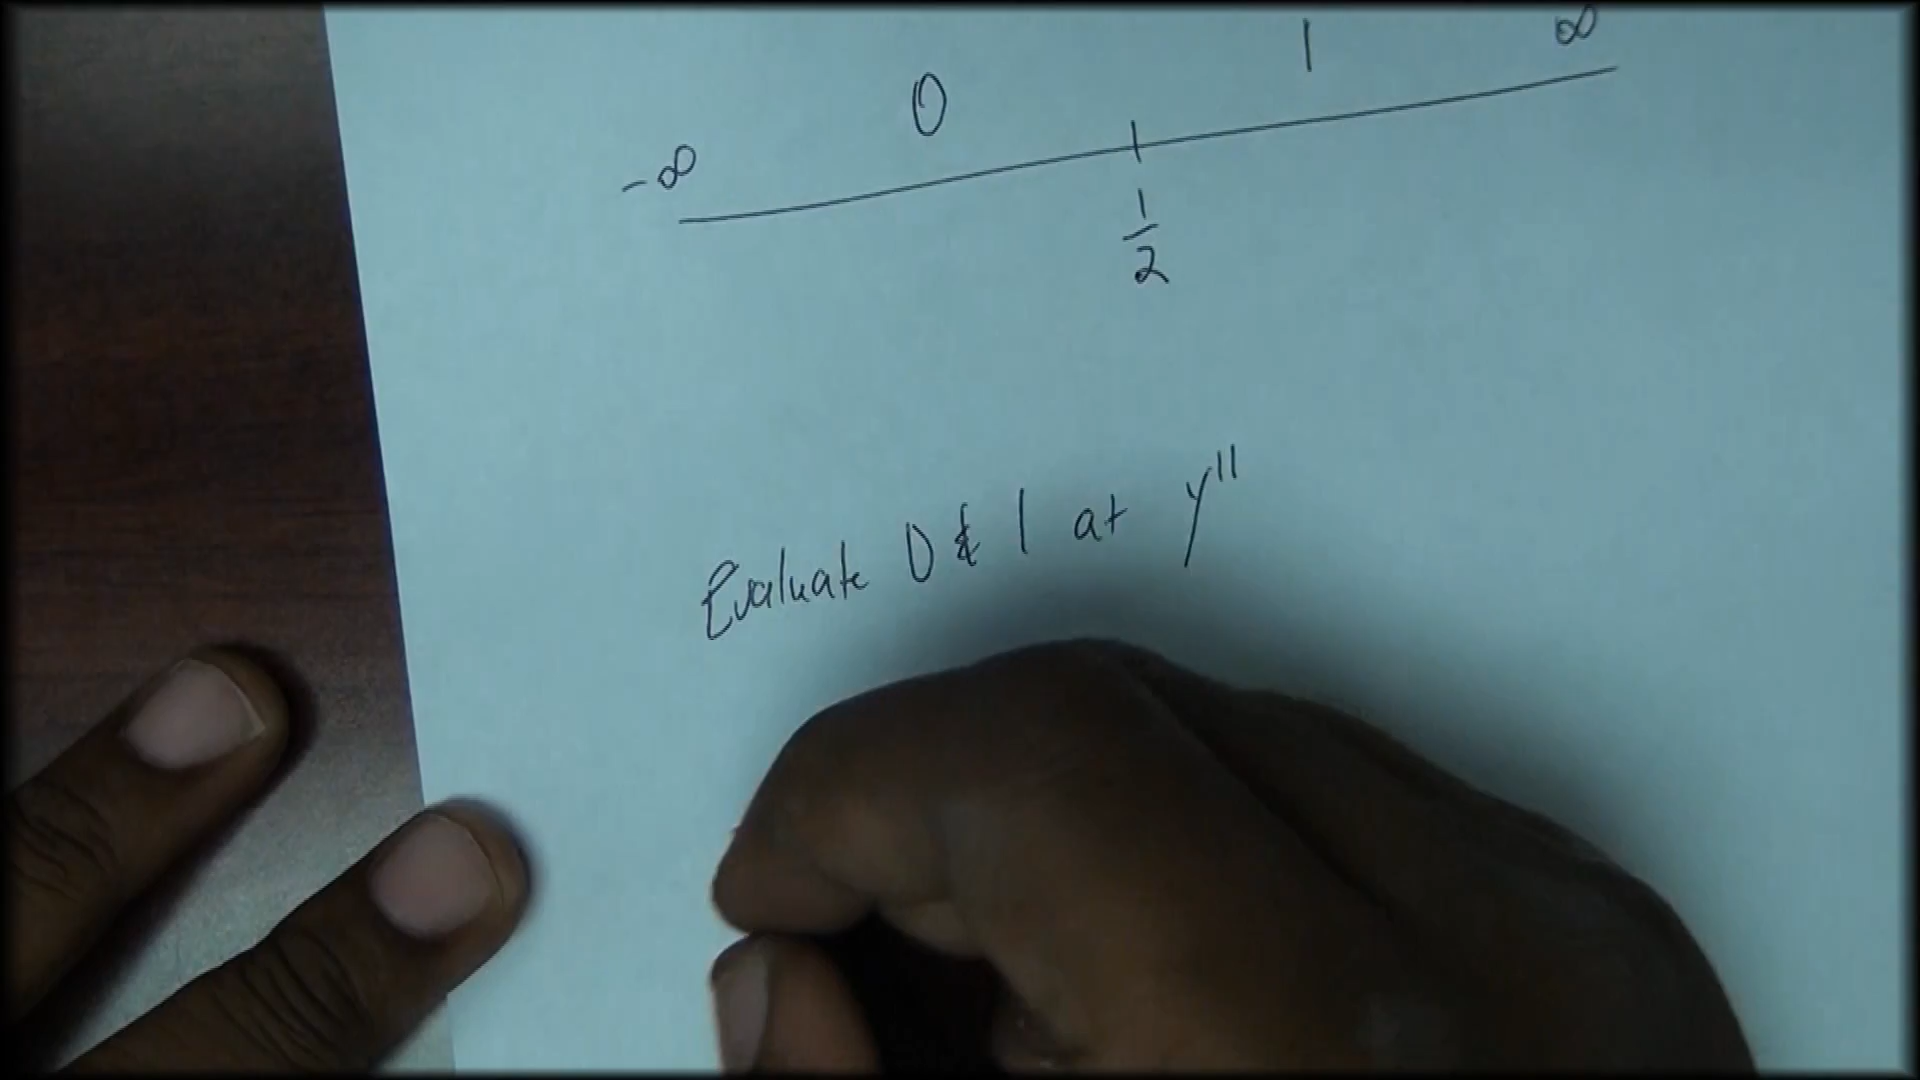 -∞ 0 1 ∞
1/2
Evaluate 0 & 1 at y"